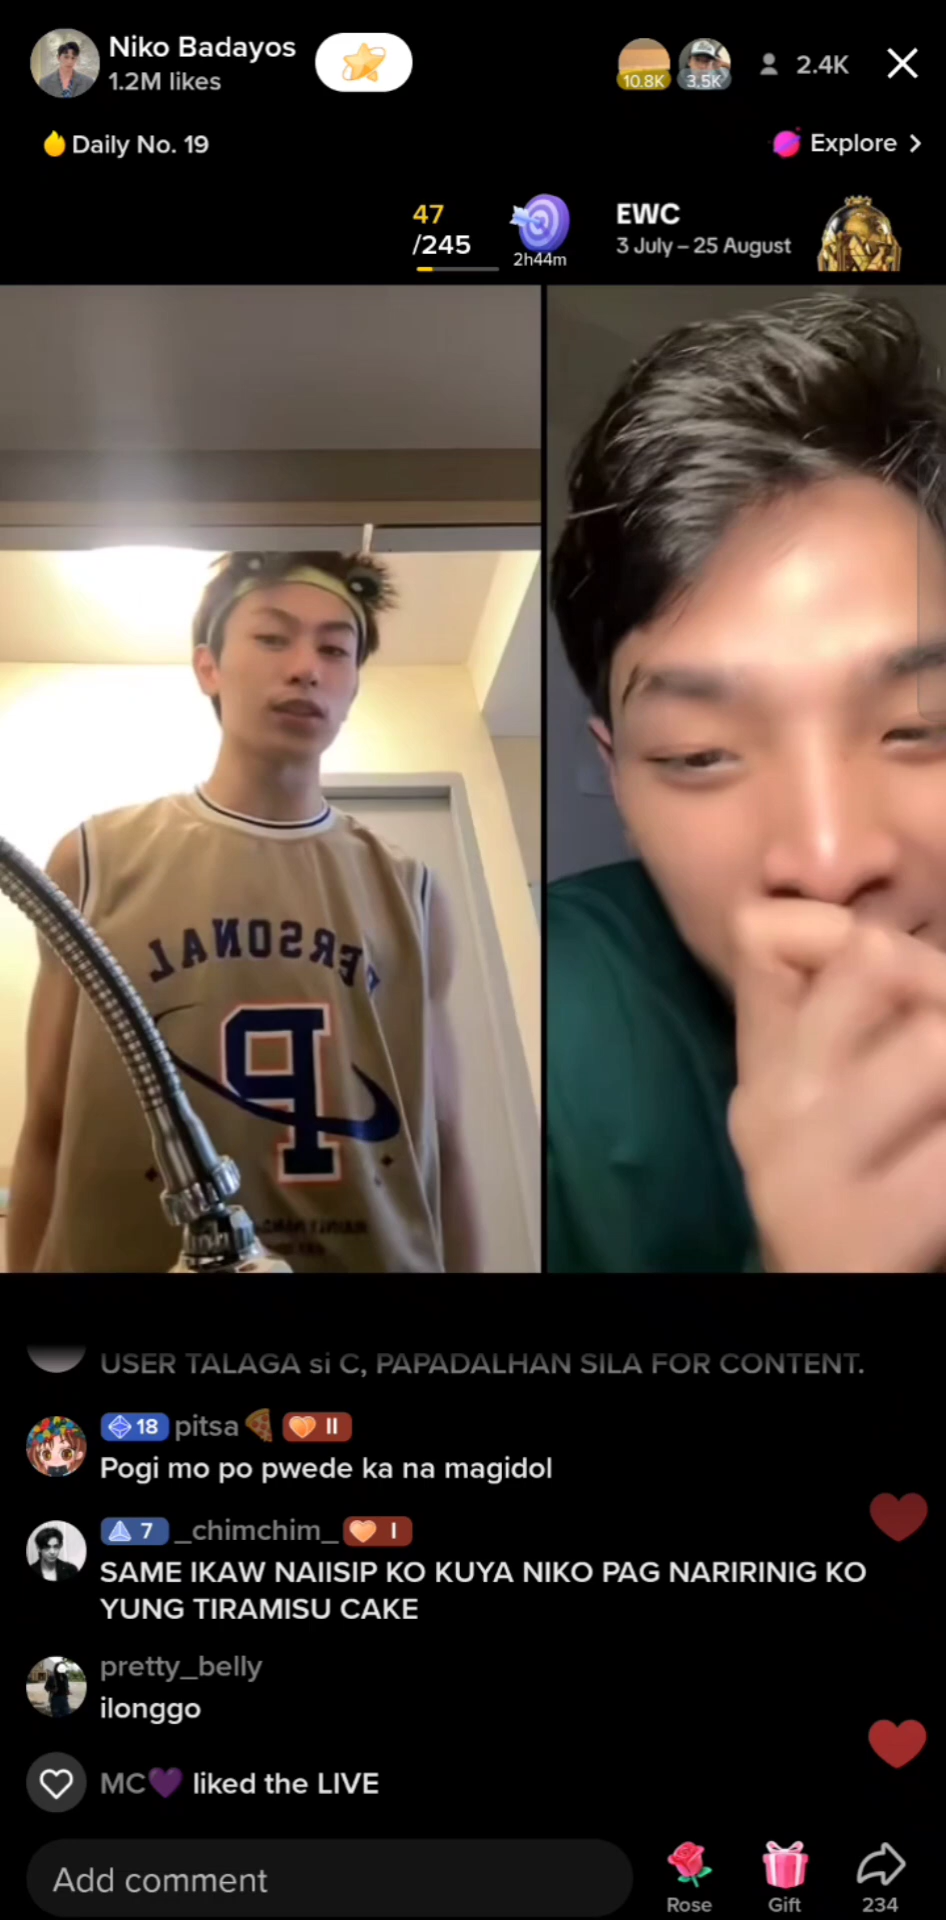 Niko Badayos
1.2M likes
10.8K
3.5K
2.4K
Daily No. 19
Explore >
47
/245
2h44m
EWC
3 July – 25 August
PERSONAL
P
USER TALAGA si C, PAPADALHAN SILA FOR CONTENT.
18 pitsa II
Pogi mo po pwede ka na magidol
7 _chimchim_ I
SAME IKAW NAIISIP KO KUYA NIKO PAG NARIRINIG KO
YUNG TIRAMISU CAKE
pretty_belly
ilonggo
MC liked the LIVE
Add comment
Rose
Gift
234